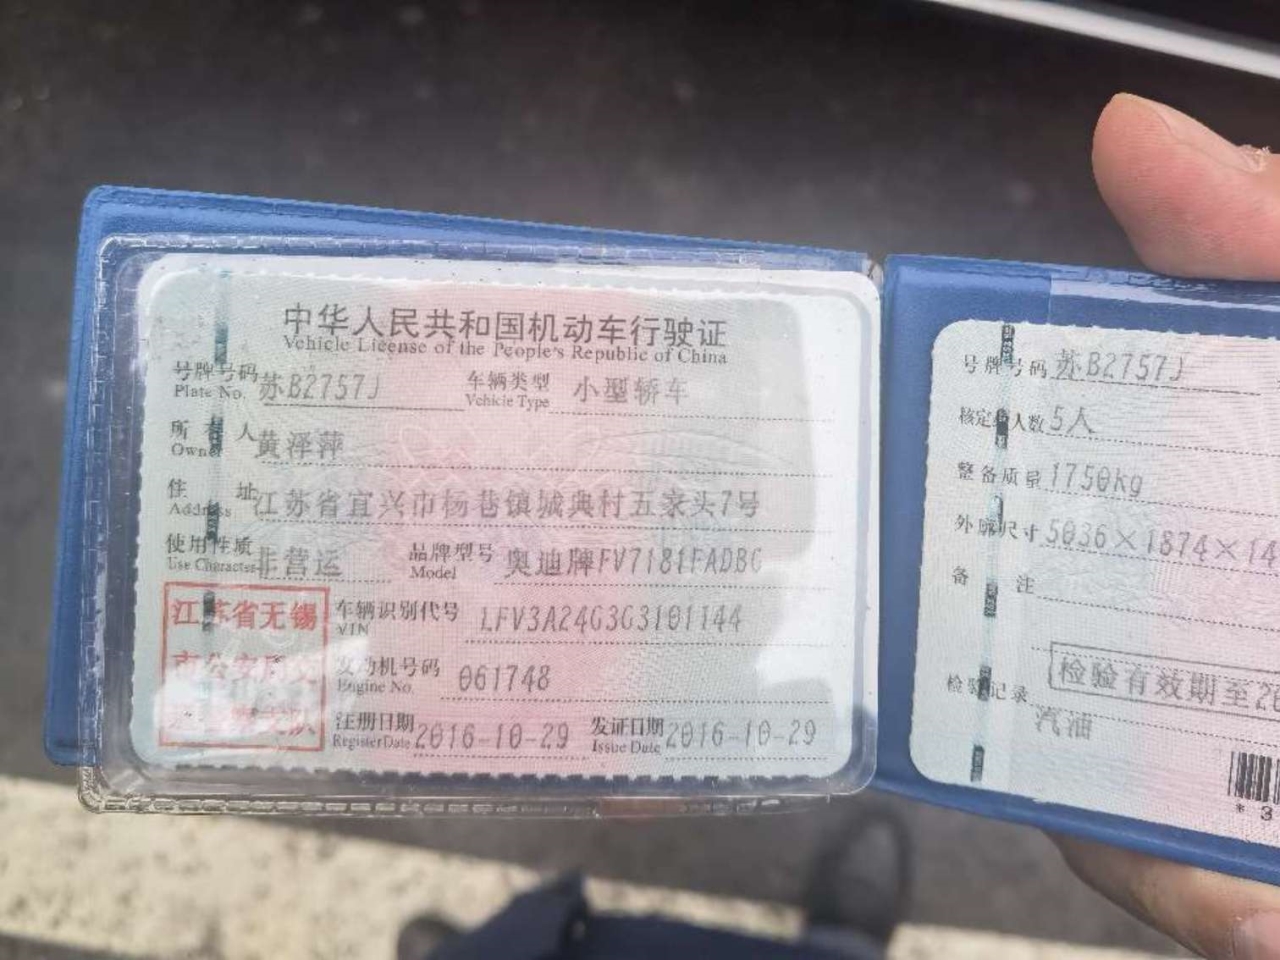 中华人民共和国机动车行驶证
Vehicle License of the People's Republic of China
号牌号码 苏B2757J 车辆类型 小型轿车
Plate No. Vehicle Type
所有人 黄泽萍
Owner
住址 江苏省宜兴市杨巷镇城典村五家头7号
Address
使用性质 非营运 品牌型号 奥迪牌FV7181FADBG
Use Character Model
江苏省无锡
市公安局交
车辆识别代号 LFV3A24G3G3101144
VIN
发动机号码 061748
Engine No.
注册日期 2016-10-29 发证日期 2016-10-29
Register Date Issue Date
号牌号码 苏B2757J
核定载人数 5人
整备质量 1750kg
外廓尺寸 5036×1874×14
备注
检验有效期至20
检验记录
汽油
* 3